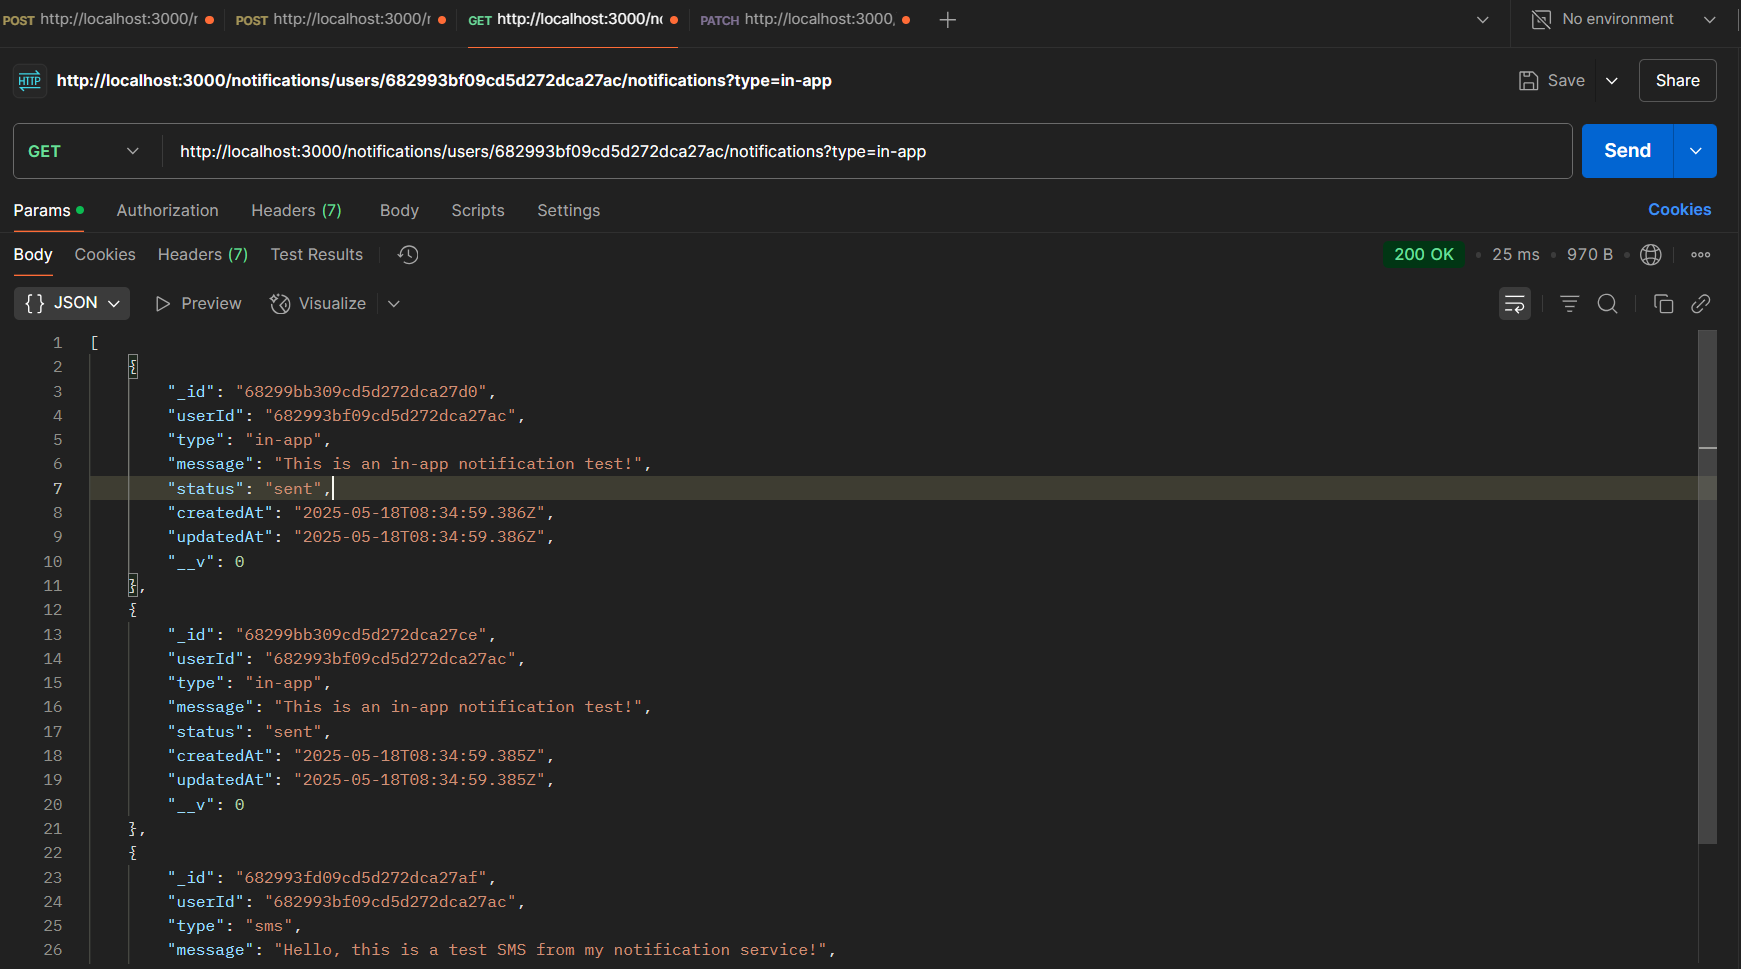 POST http://localhost:3000/r POST http://localhost:3000/r GET http://localhost:3000/no PATCH http://localhost:3000, No environment
HTTP http://localhost:3000/notifications/users/682993bf09cd5d272dca27ac/notifications?type=in-app Save Share
GET http://localhost:3000/notifications/users/682993bf09cd5d272dca27ac/notifications?type=in-app Send
Params Authorization Headers (7) Body Scripts Settings Cookies
Body Cookies Headers (7) Test Results 200 OK • 25 ms • 970 B
{} JSON Preview Visualize
1 [
2 {
3 "_id": "68299bb309cd5d272dca27d0",
4 "userId": "682993bf09cd5d272dca27ac",
5 "type": "in-app",
6 "message": "This is an in-app notification test!",
7 "status": "sent",
8 "createdAt": "2025-05-18T08:34:59.386Z",
9 "updatedAt": "2025-05-18T08:34:59.386Z",
10 "__v": 0
11 },
12 {
13 "_id": "68299bb309cd5d272dca27ce",
14 "userId": "682993bf09cd5d272dca27ac",
15 "type": "in-app",
16 "message": "This is an in-app notification test!",
17 "status": "sent",
18 "createdAt": "2025-05-18T08:34:59.385Z",
19 "updatedAt": "2025-05-18T08:34:59.385Z",
20 "__v": 0
21 },
22 {
23 "_id": "682993fd09cd5d272dca27af",
24 "userId": "682993bf09cd5d272dca27ac",
25 "type": "sms",
26 "message": "Hello, this is a test SMS from my notification service!",